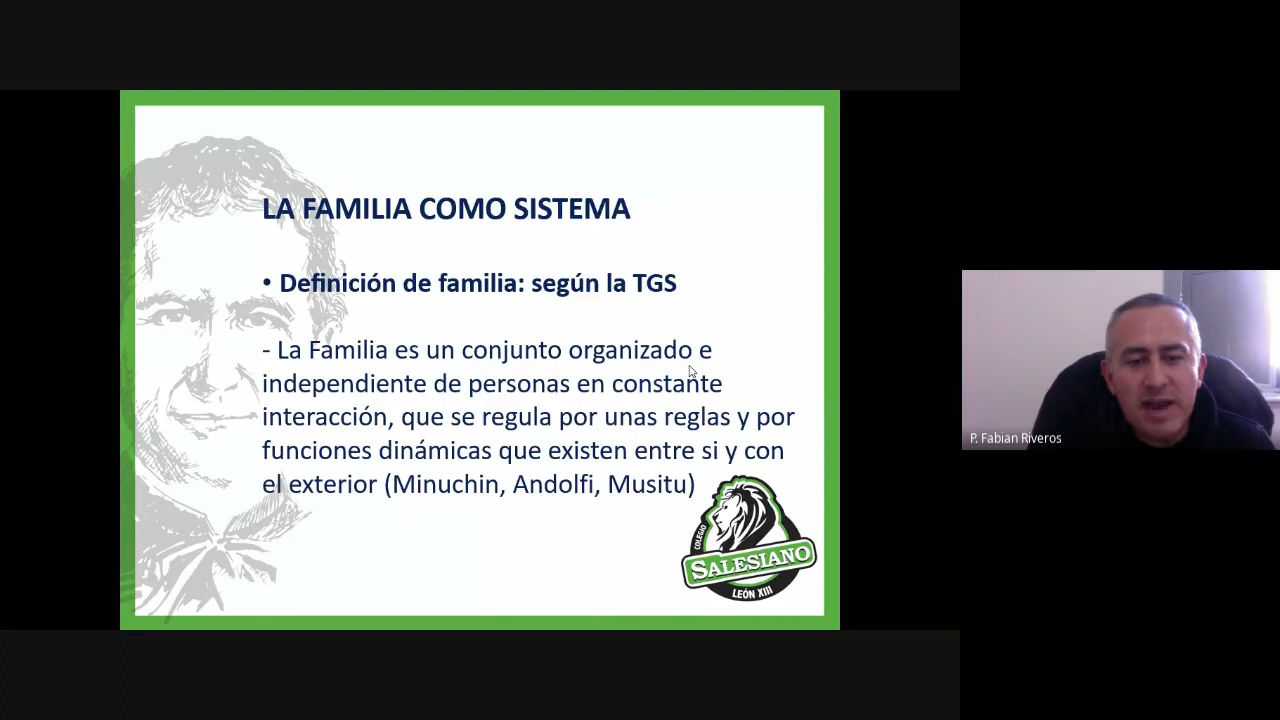 LA FAMILIA COMO SISTEMA
• Definición de familia: según la TGS
- La Familia es un conjunto organizado e
independiente de personas en constante
interacción, que se regula por unas reglas y por
funciones dinámicas que existen entre si y con
el exterior (Minuchin, Andolfi, Musitu)
COLEGIO
SALESIANO
LEÓN XIII
P. Fabian Riveros